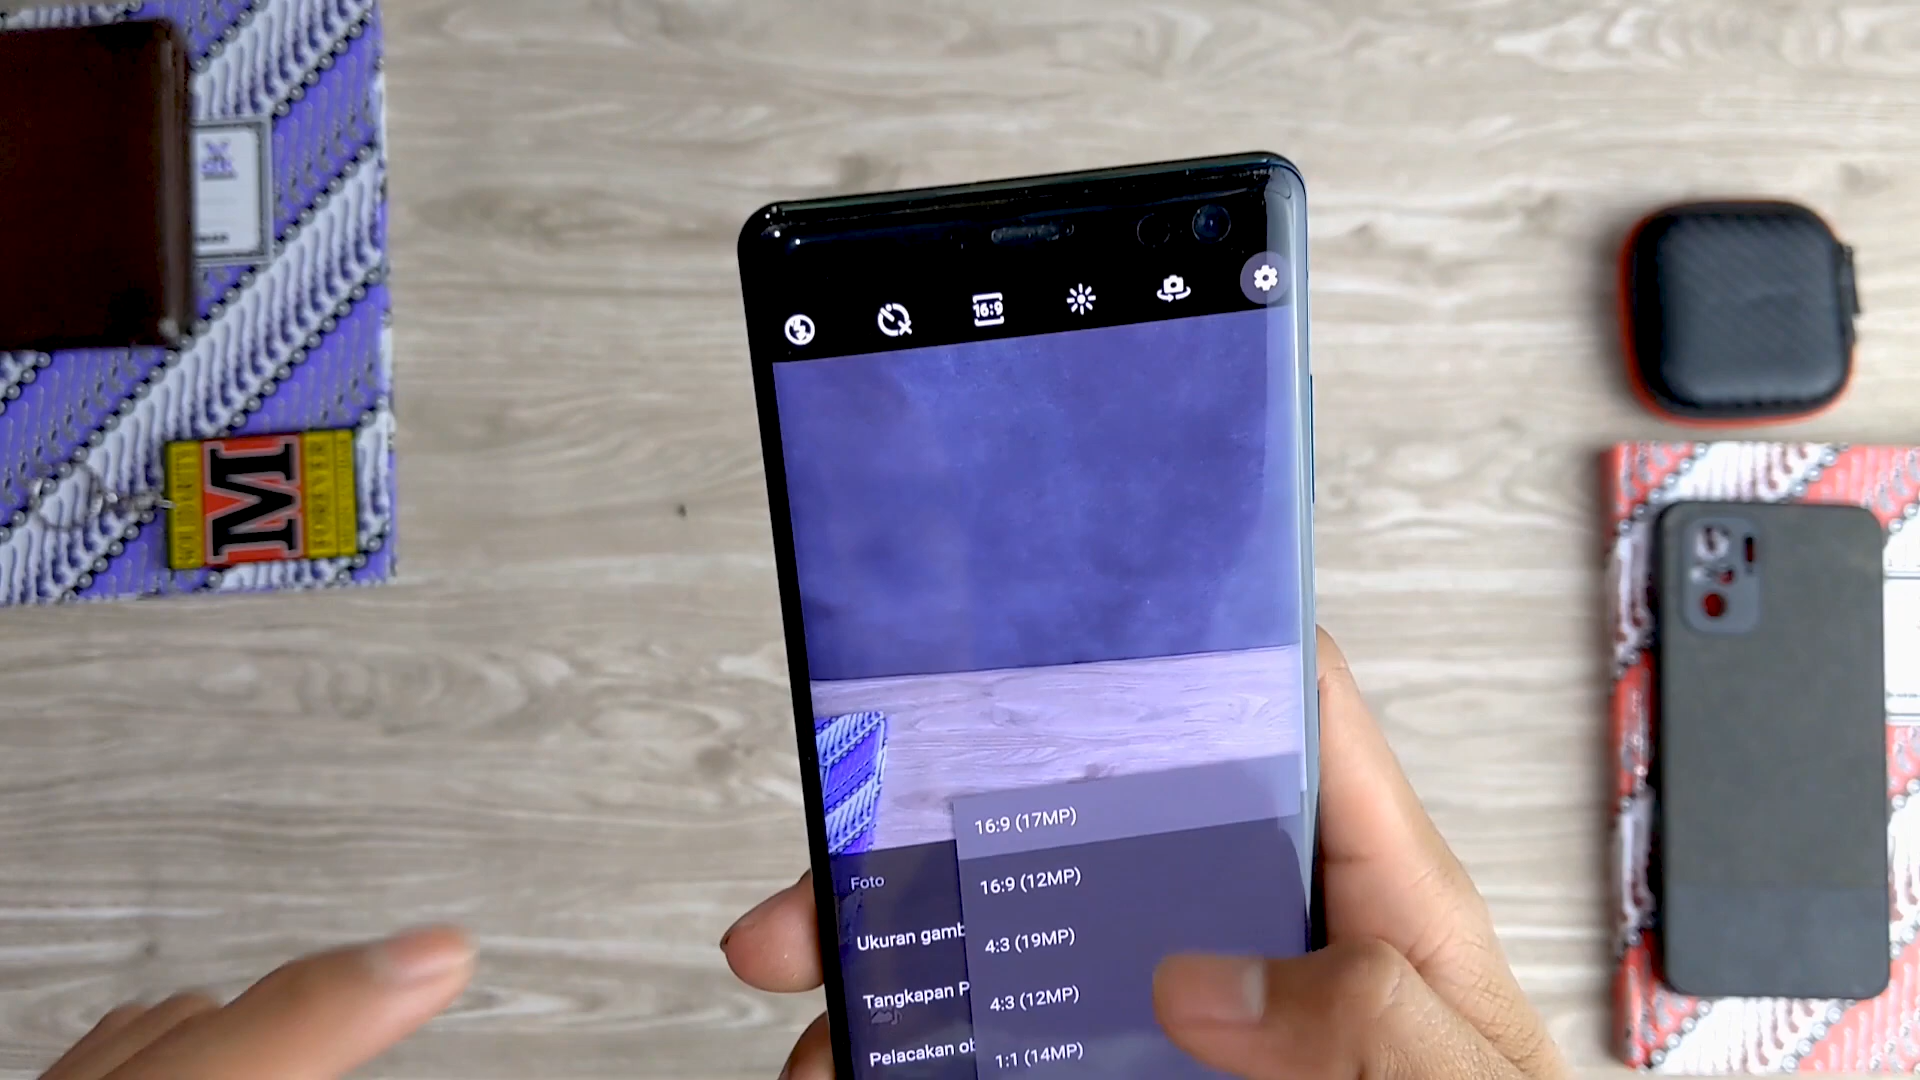 16:9
16:9 (17MP)
16:9 (12MP)
4:3 (19MP)
4:3 (12MP)
1:1 (14MP)
Foto
Ukuran gamb
Tangkapan P
Pelacakan ob
M